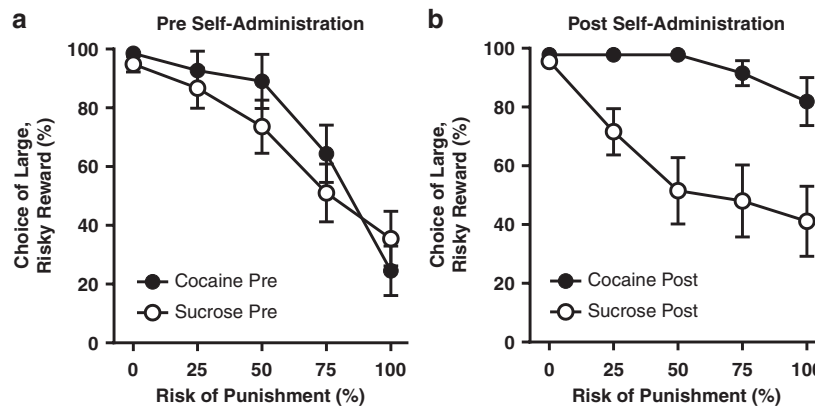 a
Pre Self-Administration
Choice of Large,
Risky Reward (%)
100
80
60
40
20
0
Cocaine Pre
Sucrose Pre
0 25 50 75 100
Risk of Punishment (%)
b
Post Self-Administration
Choice of Large,
Risky Reward (%)
100
80
60
40
20
0
Cocaine Post
Sucrose Post
0 25 50 75 100
Risk of Punishment (%)